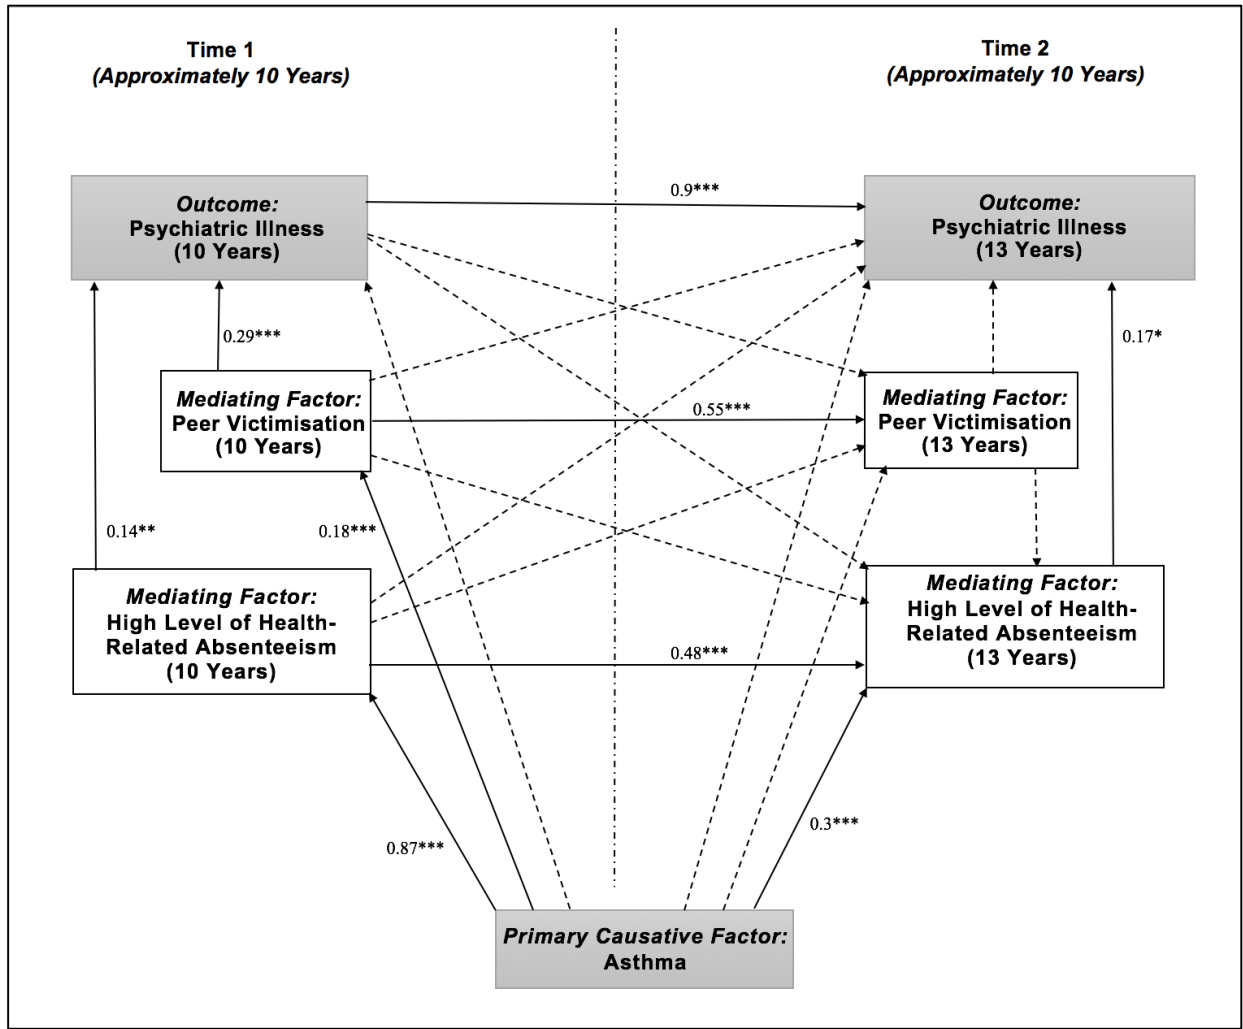 Time 1
(Approximately 10 Years)
Time 2
(Approximately 10 Years)
Outcome:
Psychiatric Illness
(10 Years)
0.9***
Outcome:
Psychiatric Illness
(13 Years)
0.29***
0.17*
Mediating Factor:
Peer Victimisation
(10 Years)
0.55***
Mediating Factor:
Peer Victimisation
(13 Years)
0.14**
0.18***
Mediating Factor:
High Level of Health-
Related Absenteeism
(10 Years)
0.48***
Mediating Factor:
High Level of Health-
Related Absenteeism
(13 Years)
0.87***
0.3***
Primary Causative Factor:
Asthma